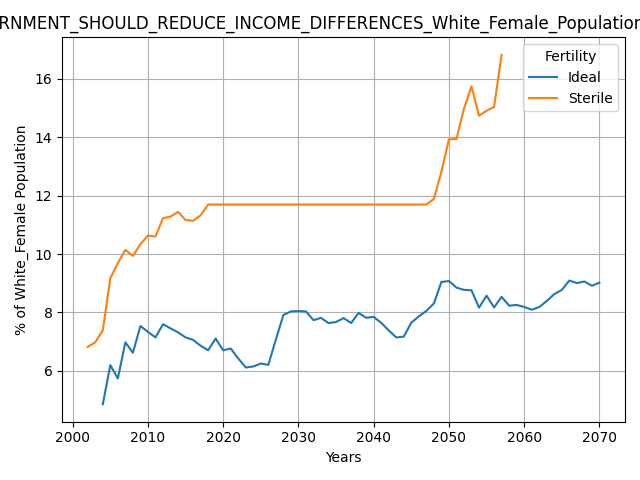 RNMENT_SHOULD_REDUCE_INCOME_DIFFERENCES_White_Female_Population
Fertility
Ideal
Sterile
% of White_Female Population
16
14
12
10
8
6
2000 2010 2020 2030 2040 2050 2060 2070
Years